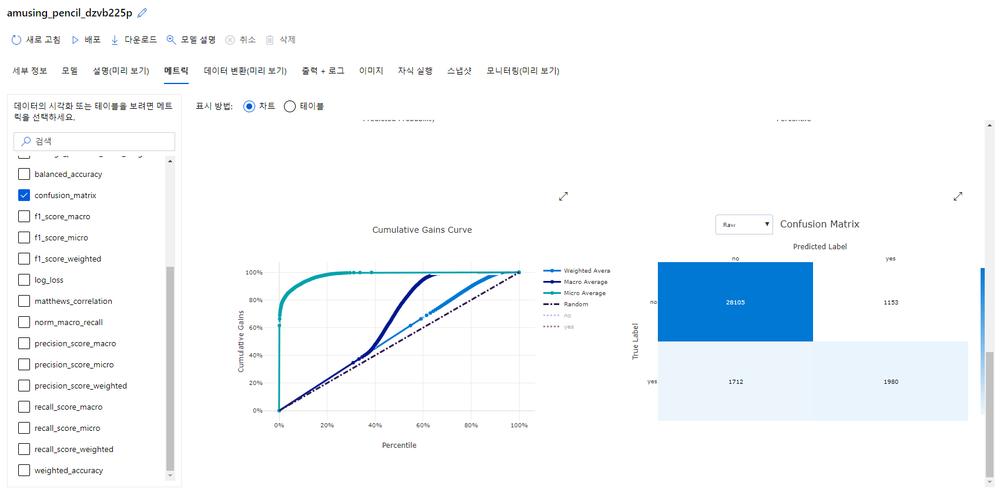 amusing_pencil_dzvb225p
새로 고침 배포 다운로드 모델 설명 취소 삭제
세부 정보 모델 설명(미리 보기) 메트릭 데이터 변환(미리 보기) 출력 + 로그 이미지 자식 실행 스냅샷 모니터링(미리 보기)
데이터의 시각화 또는 테이블을 보려면 메트
릭을 선택하세요.
검색
balanced_accuracy
confusion_matrix
f1_score_macro
f1_score_micro
f1_score_weighted
log_loss
matthews_correlation
norm_macro_recall
precision_score_macro
precision_score_micro
precision_score_weighted
recall_score_macro
recall_score_micro
recall_score_weighted
weighted_accuracy
표시 방법: 차트 테이블
Predicted Probability
Percentile
Cumulative Gains Curve
Cumulative Gains
100%
80%
60%
40%
20%
0%
0% 20% 40% 60% 80% 100%
Percentile
Weighted Avera
Macro Average
Micro Average
Random
no
yes
Raw
Confusion Matrix
Predicted Label
no yes
True Label
no 28105 1153
yes 1712 1980